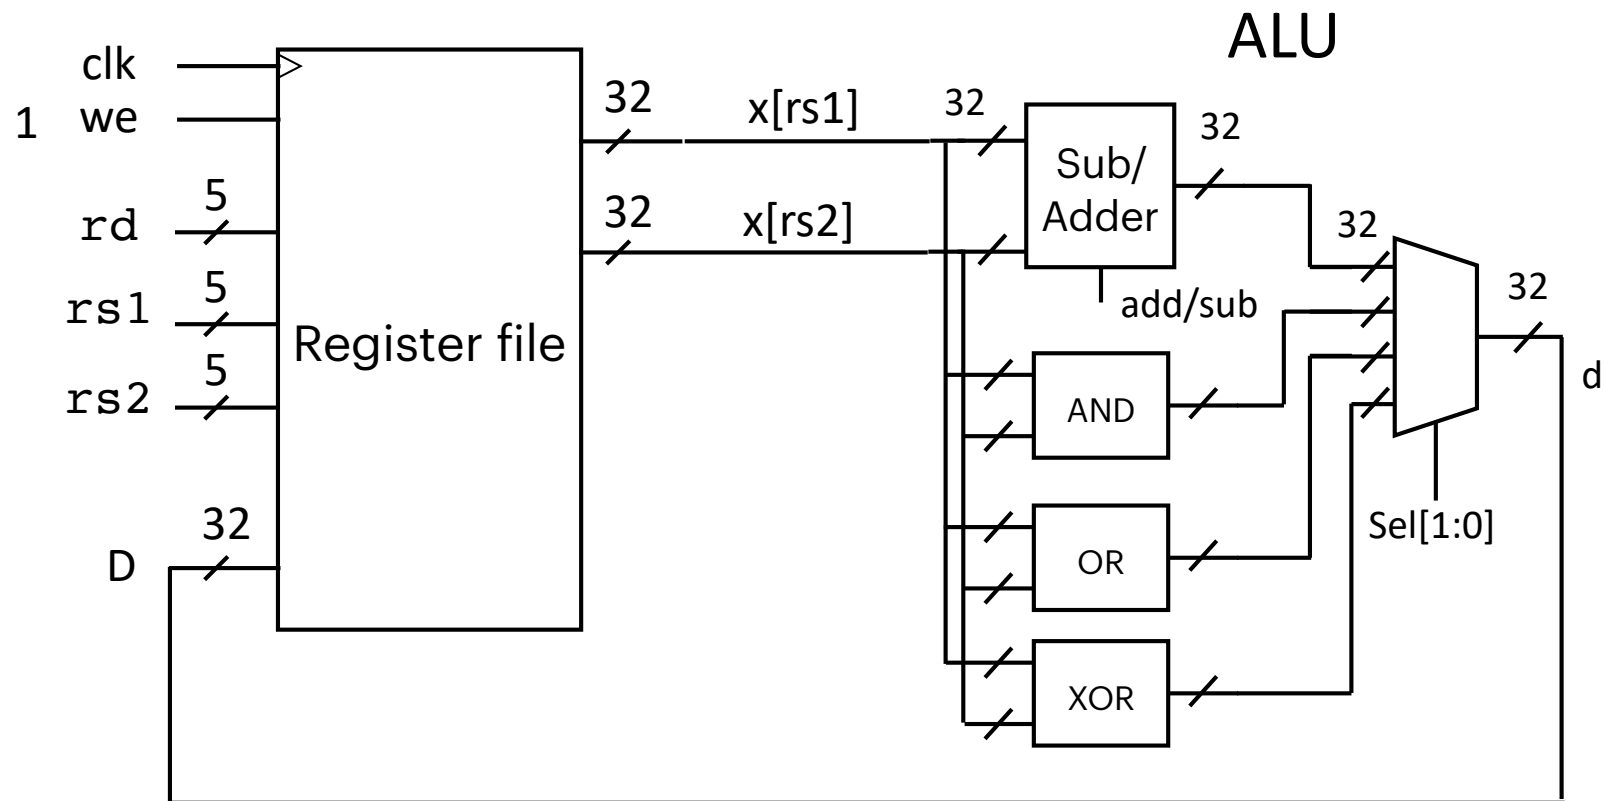 ALU
clk
1 we
5
rd
5
rs1
5
rs2
32
D
Register file
32
x[rs1]
32
x[rs2]
32
Sub/
Adder
32
add/sub
AND
OR
XOR
32
Sel[1:0]
32
d